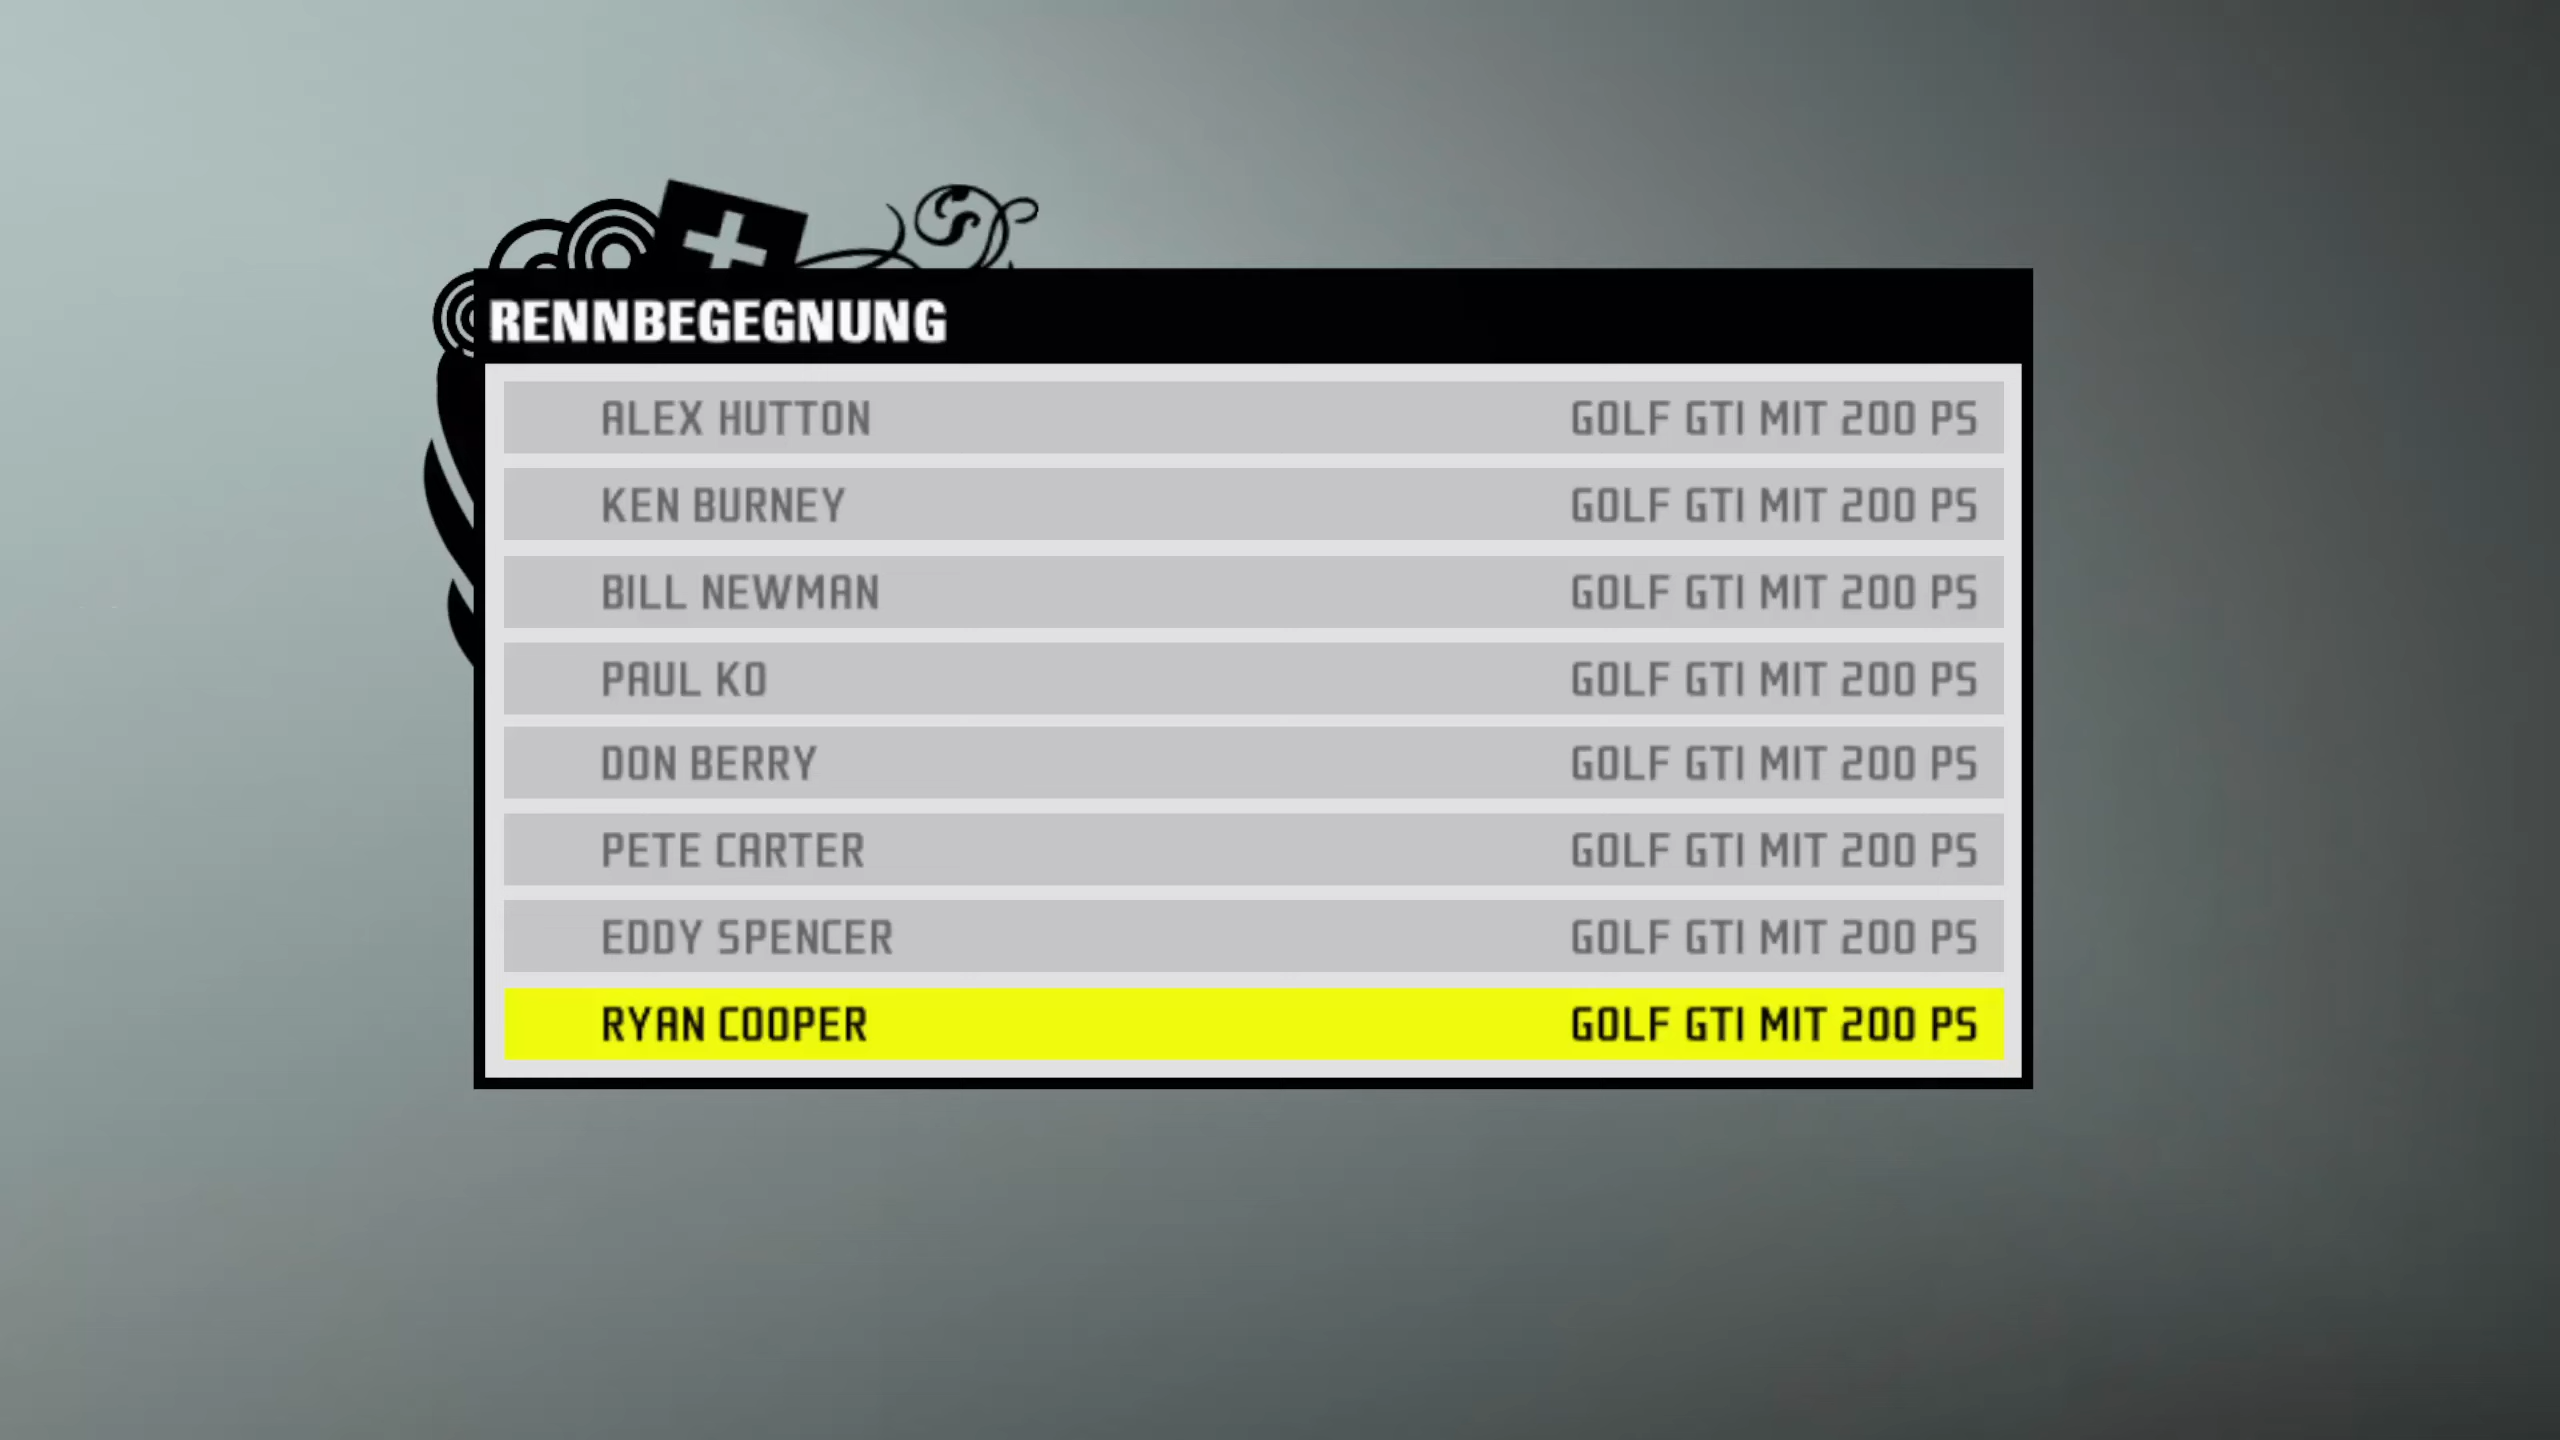 RENNBEGEGNUNG
ALEX HUTTON GOLF GTI MIT 200 PS
KEN BURNEY GOLF GTI MIT 200 PS
BILL NEWMAN GOLF GTI MIT 200 PS
PAUL KO GOLF GTI MIT 200 PS
DON BERRY GOLF GTI MIT 200 PS
PETE CARTER GOLF GTI MIT 200 PS
EDDY SPENCER GOLF GTI MIT 200 PS
RYAN COOPER GOLF GTI MIT 200 PS